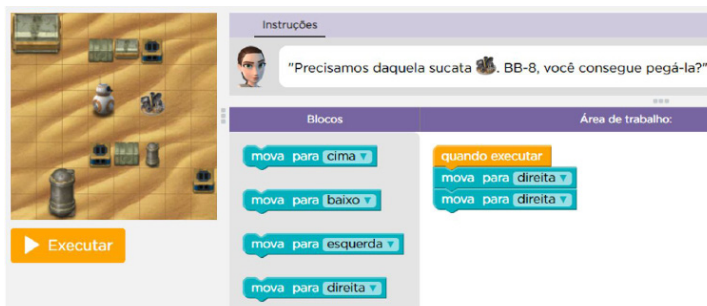 Instruções
"Precisamos daquela sucata . BB-8, você consegue pegá-la?"
Blocos
Área de trabalho:
mova para cima
mova para baixo
mova para esquerda
mova para direita
quando executar
mova para direita
mova para direita
Executar